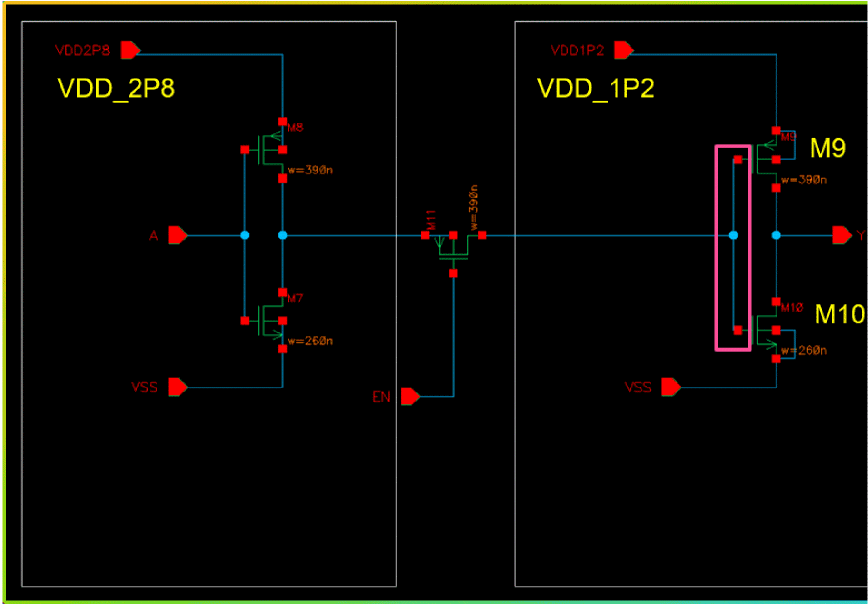 VDD2P8
VDD_2P8
M8
w=390n
A
M7
w=260n
VSS
M11
w=390n
EN
VDD1P2
VDD_1P2
M9
M9
w=390n
Y
M10
M10
w=260n
VSS